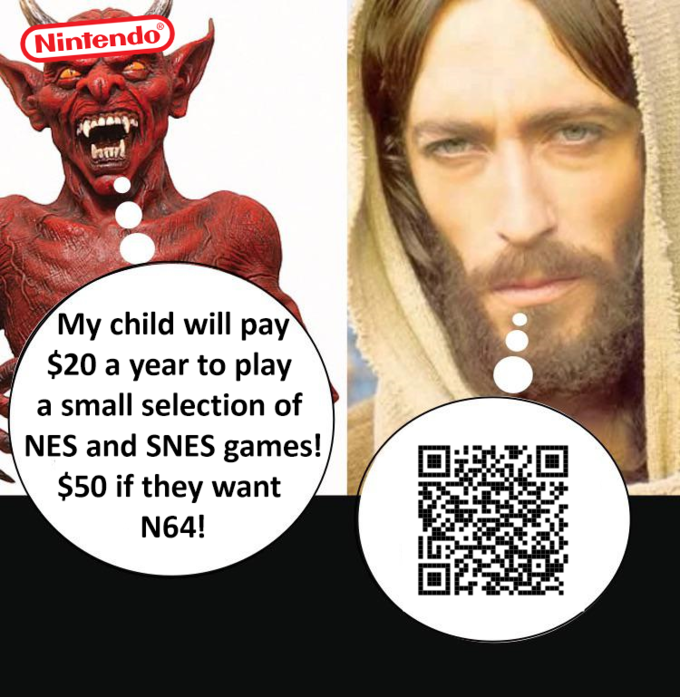 Nintendo®
My child will pay
$20 a year to play
a small selection of
NES and SNES games!
$50 if they want
N64!